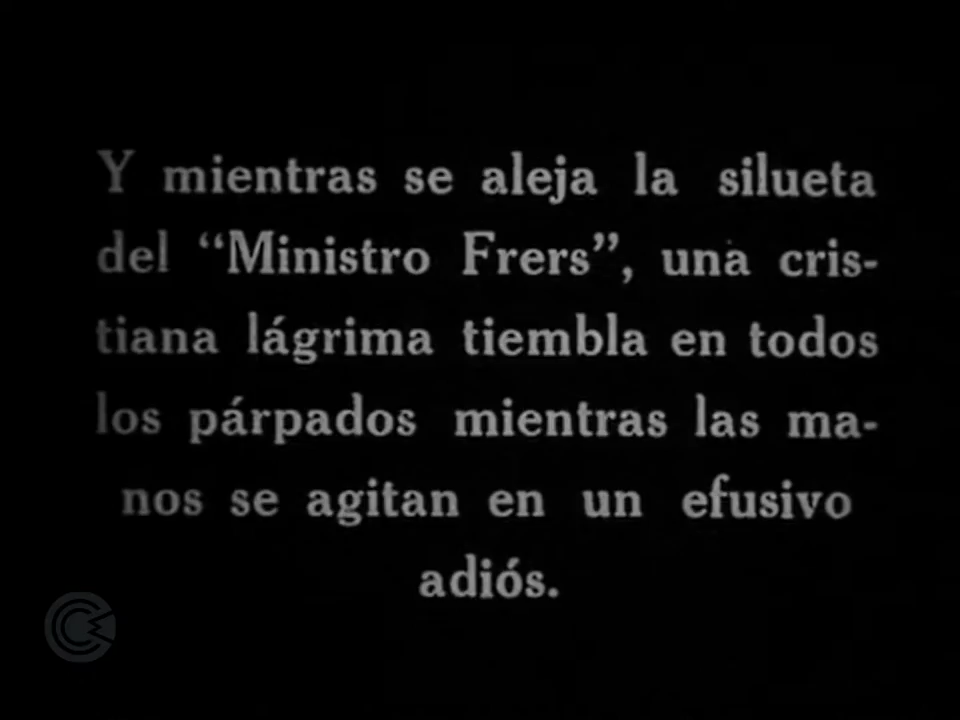 Y mientras se aleja la silueta
del “Ministro Frers”, una cris-
tiana lágrima tiembla en todos
los párpados mientras las ma-
nos se agitan en un efusivo
adiós.